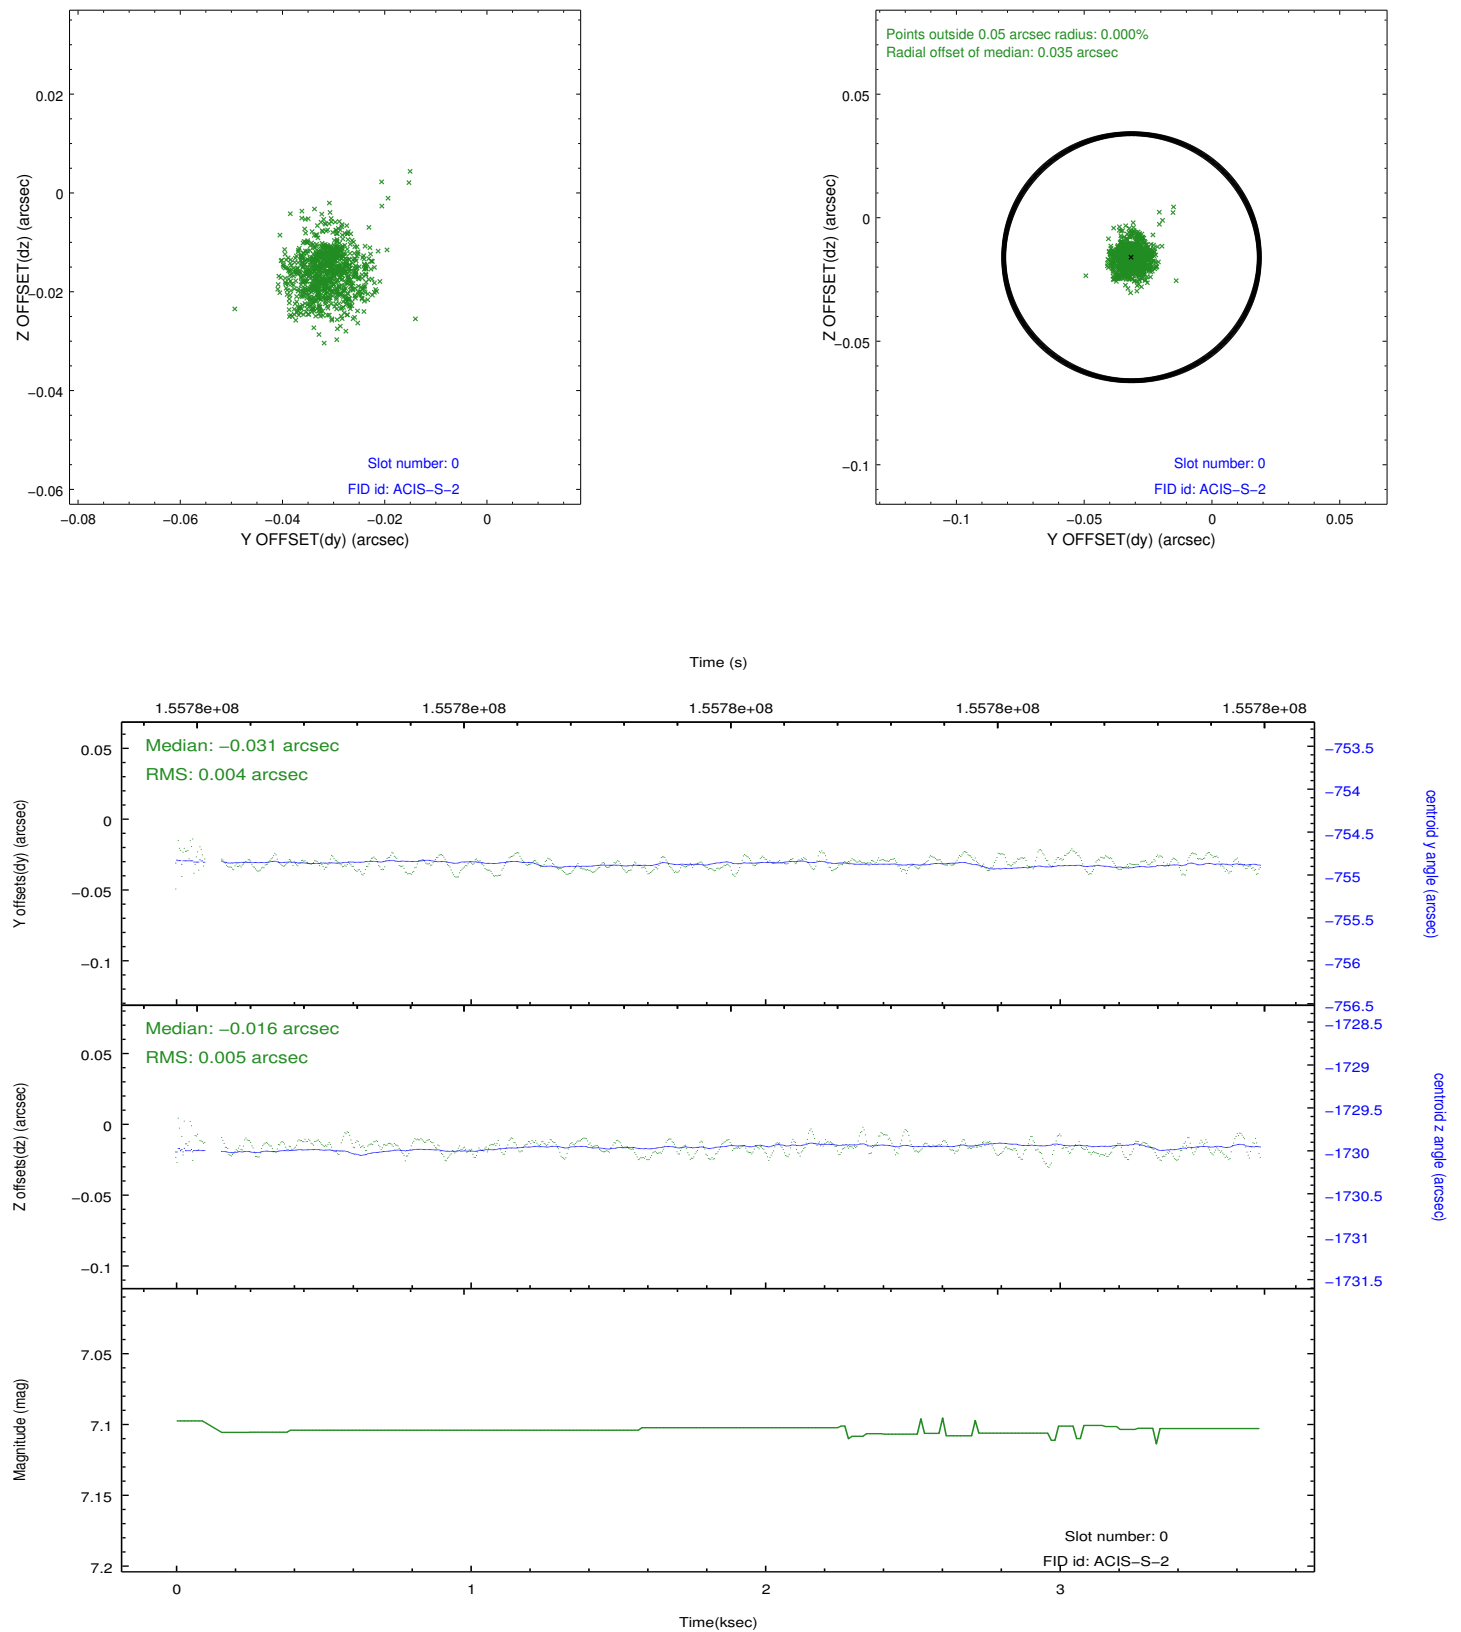 0.02
0
−0.02
−0.04
−0.06
Z OFFSET(dz) (arcsec)
Slot number: 0
FID id: ACIS−S−2
−0.08 −0.06 −0.04 −0.02 0
Y OFFSET(dy) (arcsec)
Points outside 0.05 arcsec radius: 0.000%
Radial offset of median: 0.035 arcsec
0.05
0
−0.05
−0.1
Z OFFSET(dz) (arcsec)
Slot number: 0
FID id: ACIS−S−2
−0.1 −0.05 0 0.05
Y OFFSET(dy) (arcsec)
Time (s)
1.5578e+08 1.5578e+08 1.5578e+08 1.5578e+08 1.5578e+08
Median: −0.031 arcsec
RMS: 0.004 arcsec
0.05
0
−0.05
−0.1
Y offsets(dy) (arcsec)
−753.5
−754
−754.5
−755
−755.5
−756
−756.5
centroid y angle (arcsec)
Median: −0.016 arcsec
RMS: 0.005 arcsec
0.05
0
−0.05
−0.1
Z offsets(dz) (arcsec)
−1728.5
−1729
−1729.5
−1730
−1730.5
−1731
−1731.5
centroid z angle (arcsec)
7.05
7.1
7.15
7.2
Magnitude (mag)
Slot number: 0
FID id: ACIS−S−2
0 1 2 3
Time(ksec)